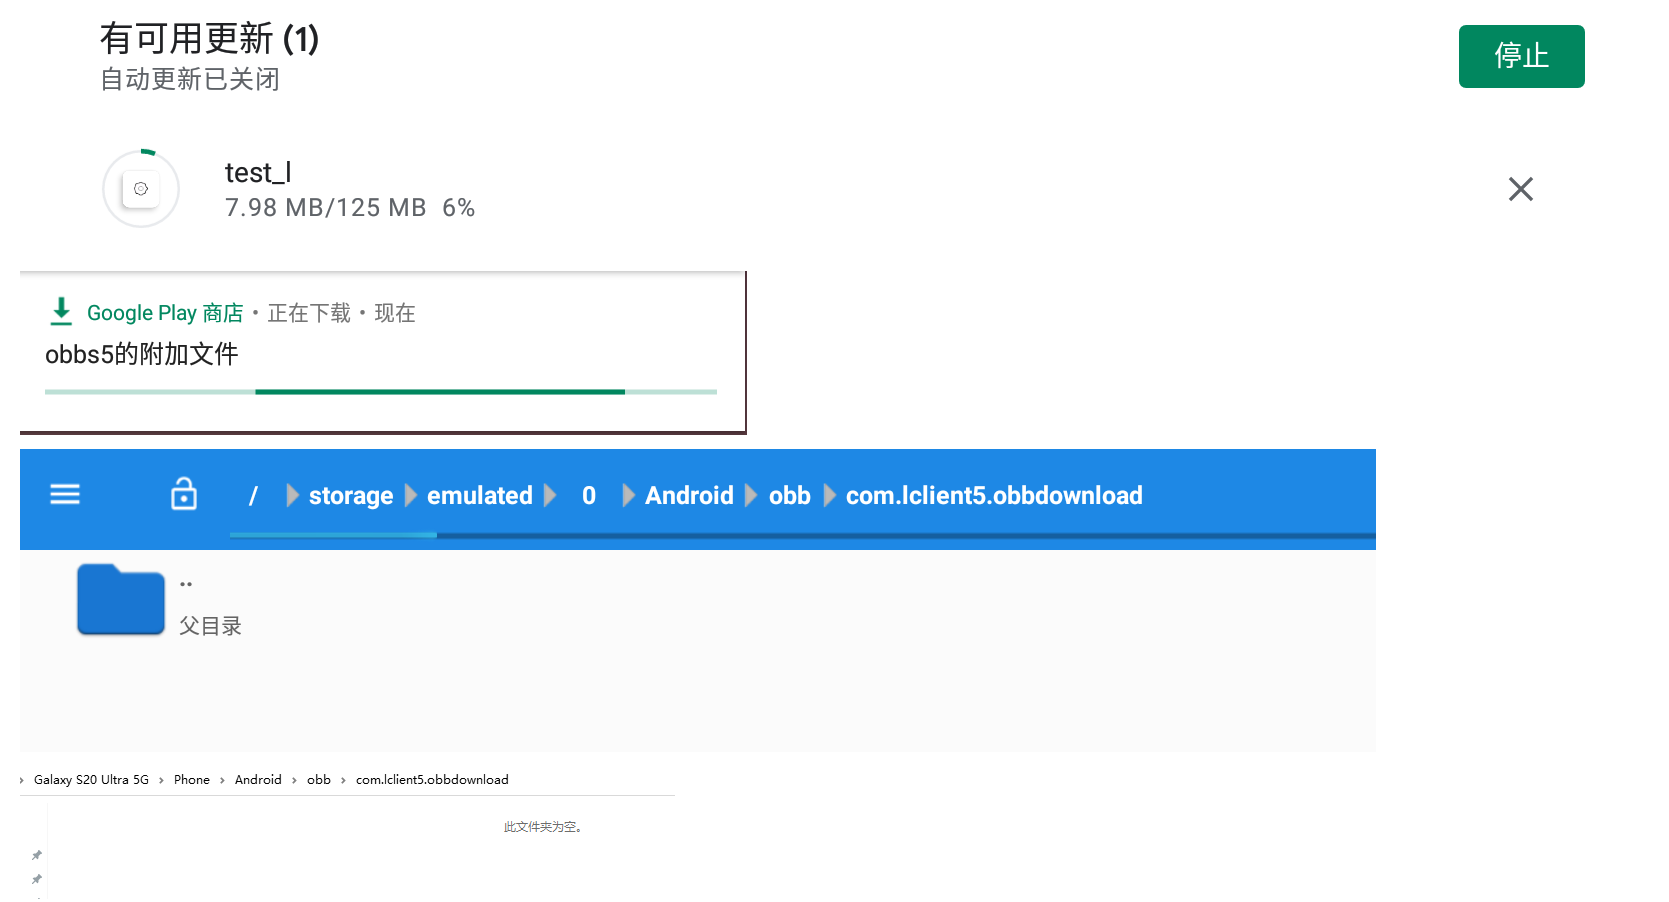 有可用更新 (1)
停止
自动更新已关闭
test_l
7.98 MB/125 MB 6%
Google Play 商店 • 正在下载 • 现在
obbs5的附加文件
/ storage emulated 0 Android obb com.lclient5.obbdownload
..
父目录
› Galaxy S20 Ultra 5G › Phone › Android › obb › com.lclient5.obbdownload
此文件夹为空。